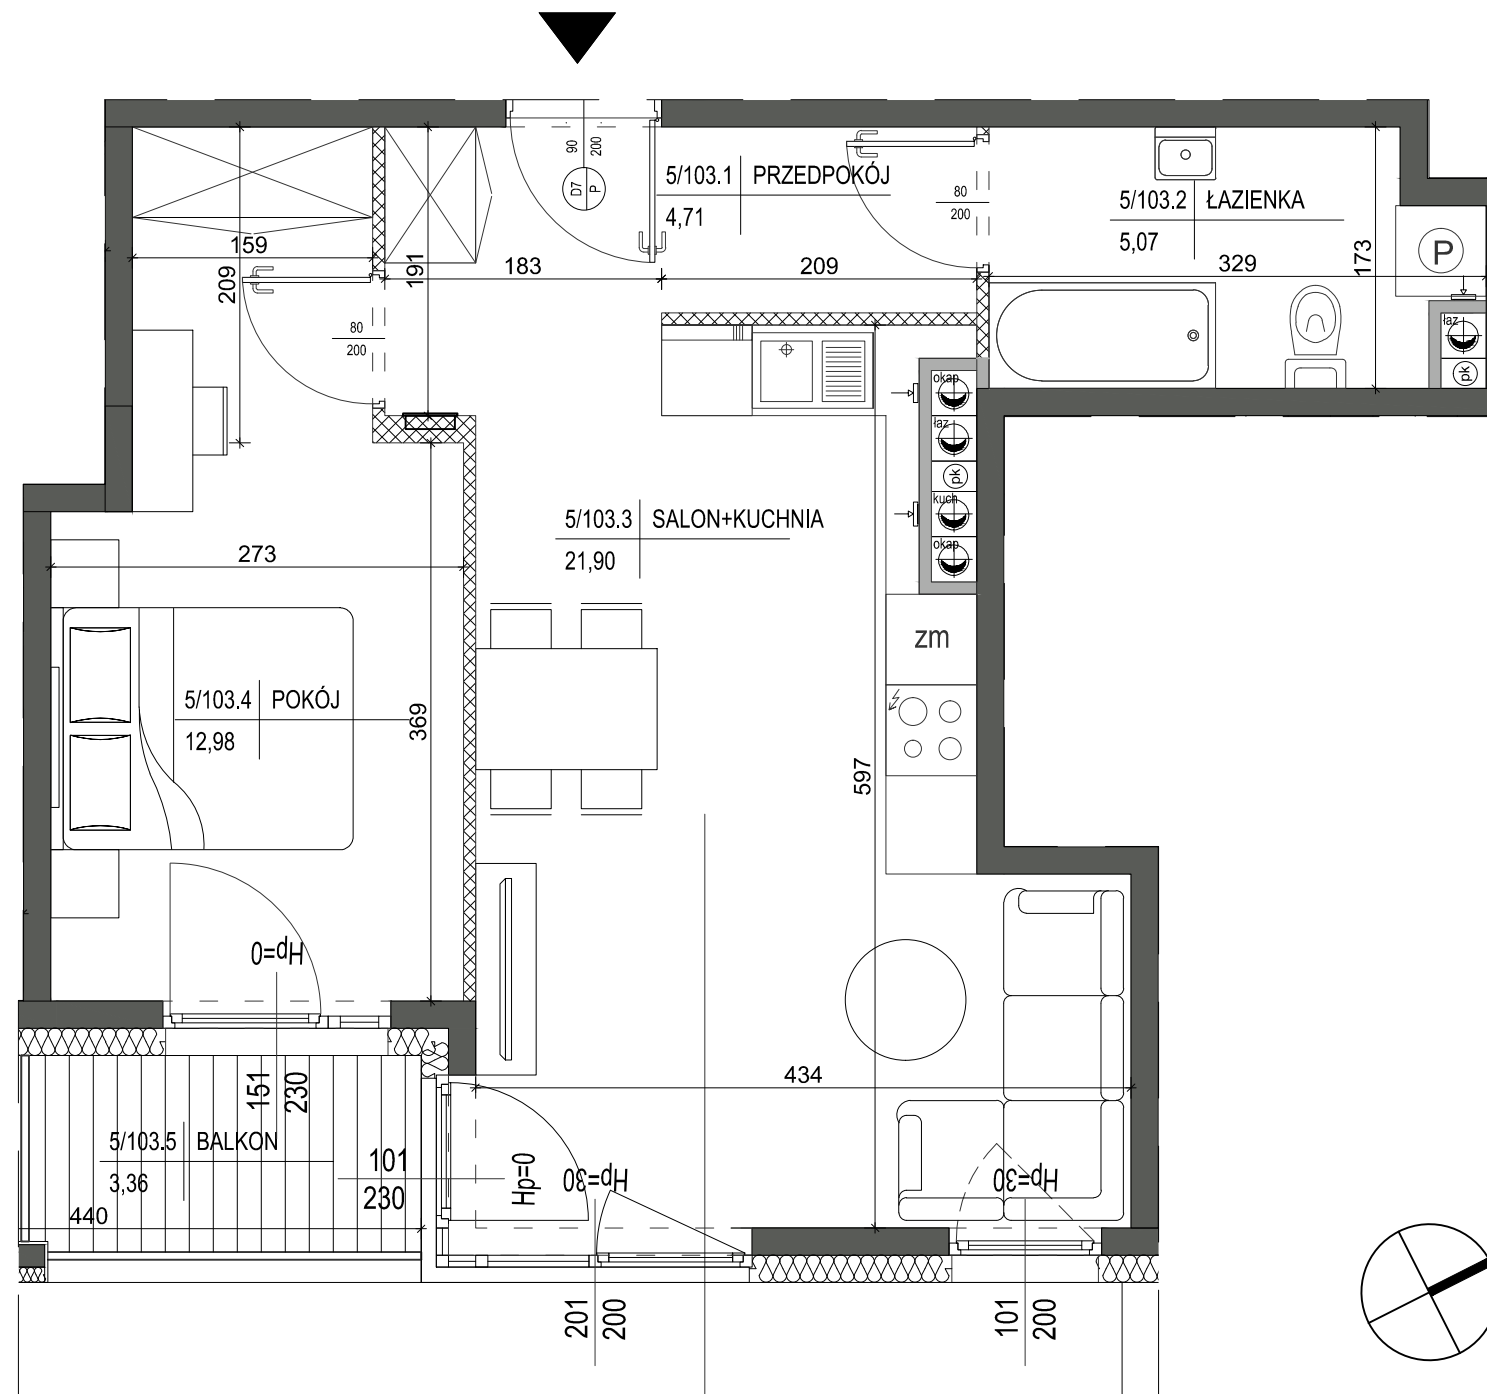 90
200
D7
P
5/103.1 PRZEDPOKÓJ
4,71
80
200
5/103.2 ŁAZIENKA
5,07
P
159
209
191
183
209
329
173
80
200
łaz
pk
okap
łaz
pk
kuch
okap
5/103.3 SALON+KUCHNIA
21,90
273
zm
5/103.4 POKÓJ
12,98
369
597
Hp=0
434
151
230
5/103.5 BALKON
3,36
101
230
Hp=0
Hp=30
Hp=30
440
201
200
101
200